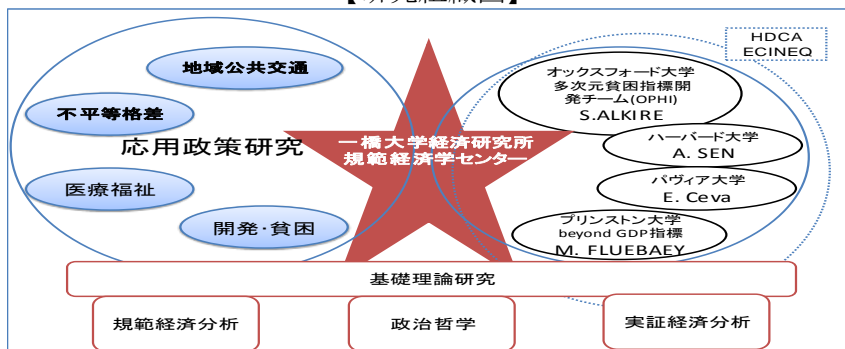 【研究組織図】
HDCA
ECINEQ
地域公共交通
不平等格差
応用政策研究
医療福祉
開発・貧困
一橋大学経済研究所
規範経済学センター
オックスフォード大学
多次元貧困指標開
発チーム(OPHI)
S.ALKIRE
ハーバード大学
A. SEN
パヴィア大学
E. Ceva
プリンストン大学
beyond GDP指標
M. FLUEBAEY
基礎理論研究
規範経済分析
政治哲学
実証経済分析